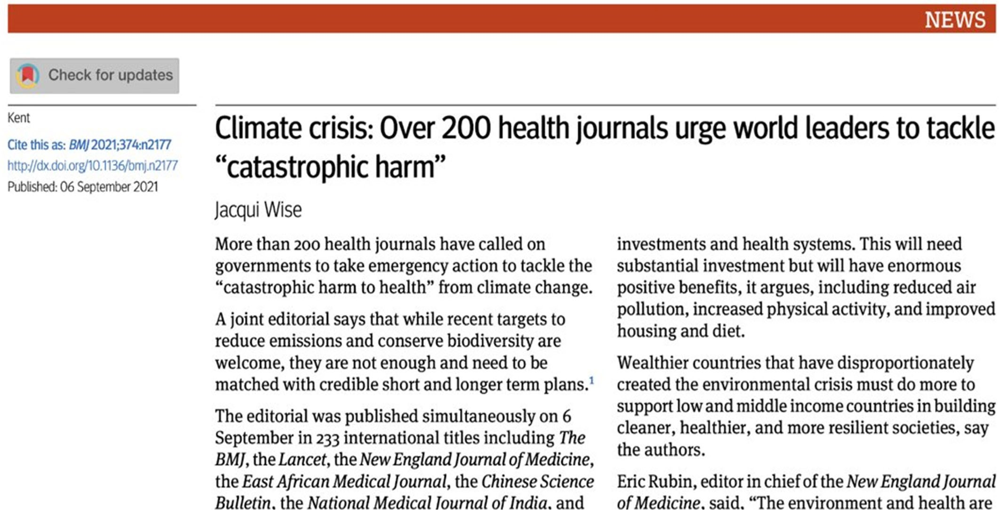 NEWS
Check for updates
Kent
Cite this as: BMJ 2021;374:n2177
http://dx.doi.org/10.1136/bmj.n2177
Published: 06 September 2021
Climate crisis: Over 200 health journals urge world leaders to tackle
“catastrophic harm”
Jacqui Wise
More than 200 health journals have called on
governments to take emergency action to tackle the
“catastrophic harm to health” from climate change.
A joint editorial says that while recent targets to
reduce emissions and conserve biodiversity are
welcome, they are not enough and need to be
matched with credible short and longer term plans.1
The editorial was published simultaneously on 6
September in 233 international titles including The
BMJ, the Lancet, the New England Journal of Medicine,
the East African Medical Journal, the Chinese Science
Bulletin, the National Medical Journal of India, and
investments and health systems. This will need
substantial investment but will have enormous
positive benefits, it argues, including reduced air
pollution, increased physical activity, and improved
housing and diet.
Wealthier countries that have disproportionately
created the environmental crisis must do more to
support low and middle income countries in building
cleaner, healthier, and more resilient societies, say
the authors.
Eric Rubin, editor in chief of the New England Journal
of Medicine, said, “The environment and health are